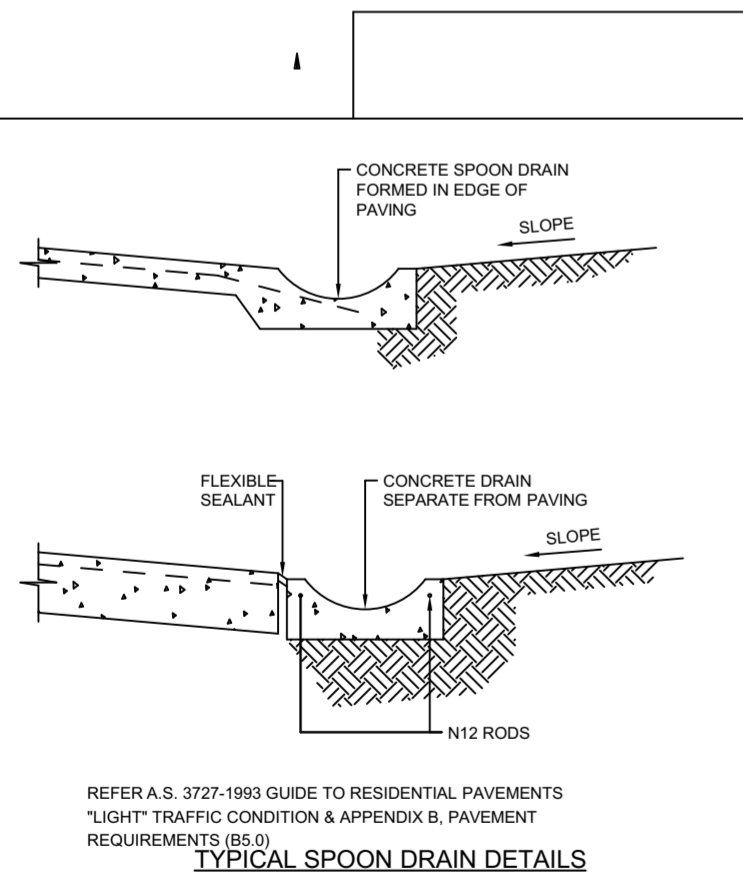 CONCRETE SPOON DRAIN
FORMED IN EDGE OF
PAVING
SLOPE
FLEXIBLE
SEALANT
CONCRETE DRAIN
SEPARATE FROM PAVING
SLOPE
N12 RODS
REFER A.S. 3727-1993 GUIDE TO RESIDENTIAL PAVEMENTS
"LIGHT" TRAFFIC CONDITION & APPENDIX B, PAVEMENT
REQUIREMENTS (B5.0)
TYPICAL SPOON DRAIN DETAILS